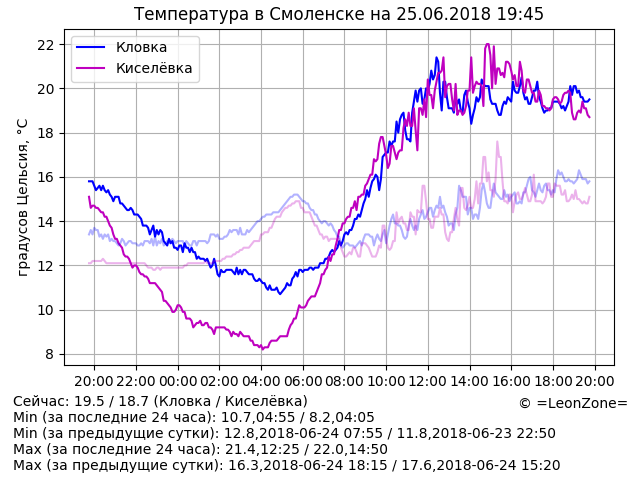 Температура в Смоленске на 25.06.2018 19:45
Кловка
Киселёвка
градусов Цельсия, °C
22
20
18
16
14
12
10
8
20:00 22:00 00:00 02:00 04:00 06:00 08:00 10:00 12:00 14:00 16:00 18:00 20:00
Сейчас: 19.5 / 18.7 (Кловка / Киселёвка)
© =LeonZone=
Min (за последние 24 часа): 10.7,04:55 / 8.2,04:05
Min (за предыдущие сутки): 12.8,2018-06-24 07:55 / 11.8,2018-06-23 22:50
Max (за последние 24 часа): 21.4,12:25 / 22.0,14:50
Max (за предыдущие сутки): 16.3,2018-06-24 18:15 / 17.6,2018-06-24 15:20